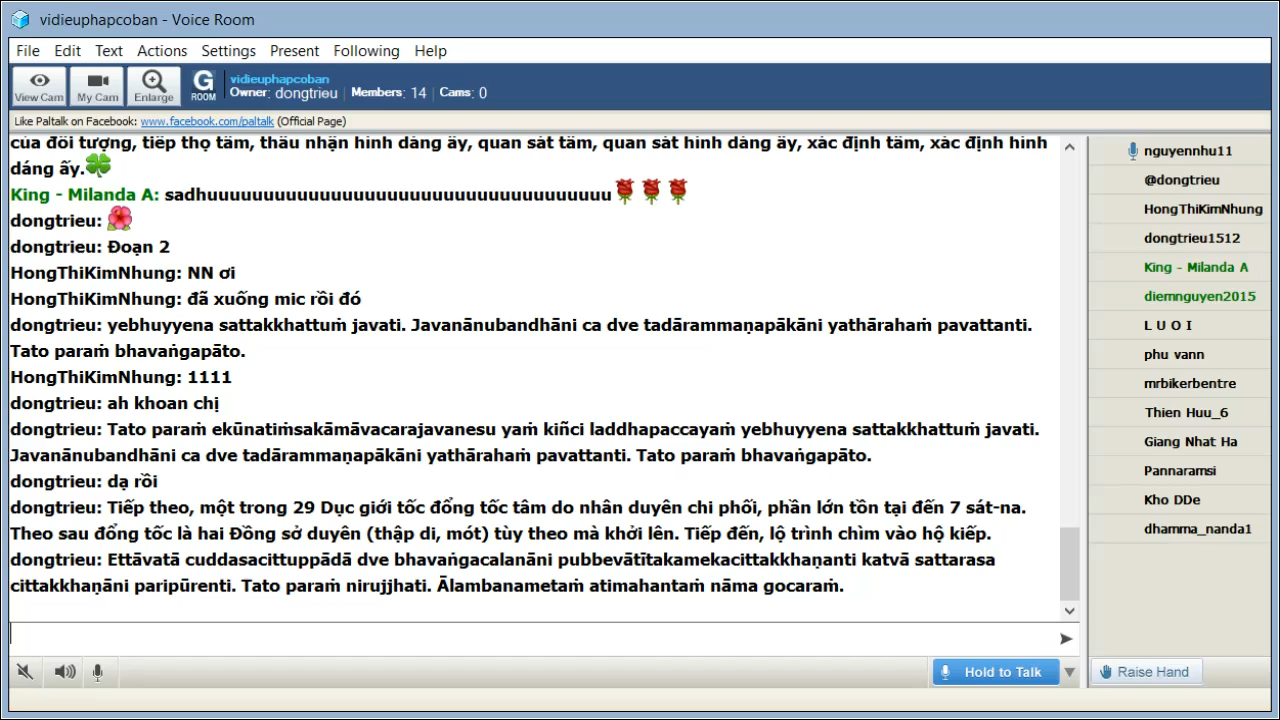 vidieuphapcoban - Voice Room
File Edit Text Actions Settings Present Following Help
View Cam My Cam Enlarge G ROOM vidieuphapcoban
Owner: dongtrieu Members: 14 Cams: 0
Like Paltalk on Facebook: www.facebook.com/paltalk (Official Page)
của đối tượng, tiếp thọ tâm, thâu nhận hình dáng ấy, quan sát tâm, quan sát hình dáng ấy, xác định tâm, xác định hình
dáng ấy.
King - Milanda A: sadhuuuuuuuuuuuuuuuuuuuuuuuuuuuuuuuuuuuu
dongtrieu:
dongtrieu: Đoạn 2
HongThiKimNhung: NN ơi
HongThiKimNhung: đã xuống mic rồi đó
dongtrieu: yebhuyyena sattakkhattuṁ javati. Javanānubandhāni ca dve tadārammaṇapākāni yathārahaṁ pavattanti.
Tato paraṁ bhavaṅgapāto.
HongThiKimNhung: 1111
dongtrieu: ah khoan chị
dongtrieu: Tato paraṁ ekūnatiṁsakāmāvacarajavanesu yaṁ kiñci laddhapaccayaṁ yebhuyyena sattakkhattuṁ javati.
Javanānubandhāni ca dve tadārammaṇapākāni yathārahaṁ pavattanti. Tato paraṁ bhavaṅgapāto.
dongtrieu: dạ rồi
dongtrieu: Tiếp theo, một trong 29 Dục giới tốc đổng tốc tâm do nhân duyên chi phối, phần lớn tồn tại đến 7 sát-na.
Theo sau đổng tốc là hai Đồng sở duyên (thập di, mót) tùy theo mà khởi lên. Tiếp đến, lộ trình chìm vào hộ kiếp.
dongtrieu: Ettāvatā cuddasacittuppādā dve bhavaṅgacalanāni pubbevātītakamekacittakkhaṇanti katvā sattarasa
cittakkhaṇāni paripūrenti. Tato paraṁ nirujjhati. Ālambanametaṁ atimahantaṁ nāma gocaraṁ.
nguyennhu11
@dongtrieu
HongThiKimNhung
dongtrieu1512
King - Milanda A
diemnguyen2015
L U O I
phu vann
mrbikerbentre
Thien Huu_6
Giang Nhat Ha
Pannaramsi
Kho DDe
dhamma_nanda1
Hold to Talk
Raise Hand